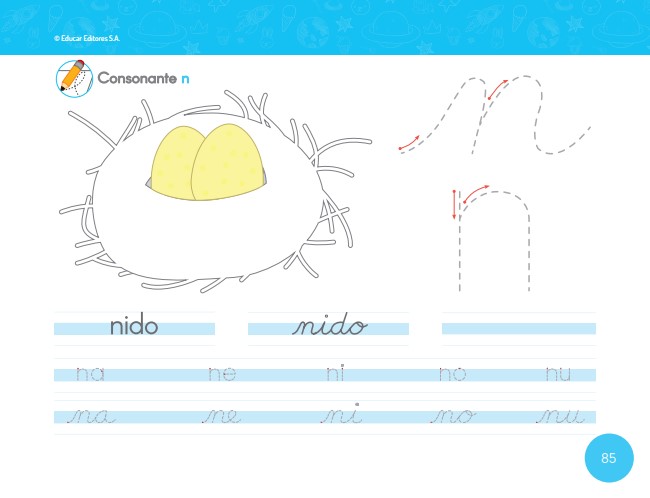 © Educar Editores S.A.
Consonante n
n
n
nido nido
na ne ni no nu
na ne ni no nu
85